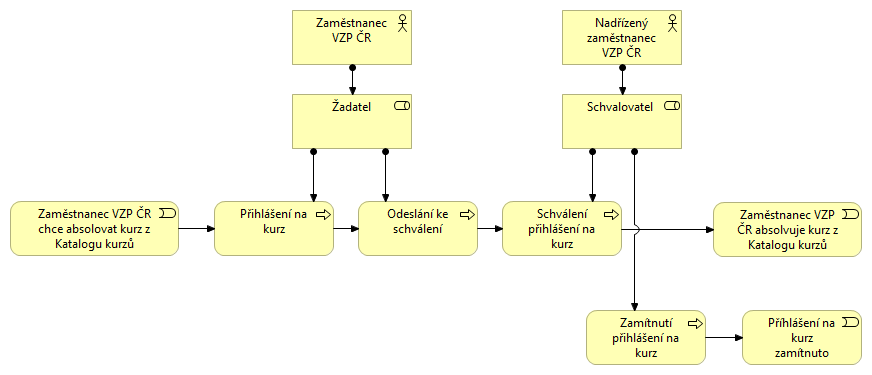 Zaměstnanec
VZP ČR
Nadřízený
zaměstnanec
VZP ČR
Žadatel
Schvalovatel
Zaměstnanec VZP ČR
chce absolovat kurz z
Katalogu kurzů
Přihlášení na
kurz
Odeslání ke
schválení
Schválení
přihlášení na
kurz
Zaměstnanec VZP
ČR absolvuje kurz z
Katalogu kurzů
Zamítnutí
přihlášení na
kurz
Přihlášení na
kurz
zamítnuto